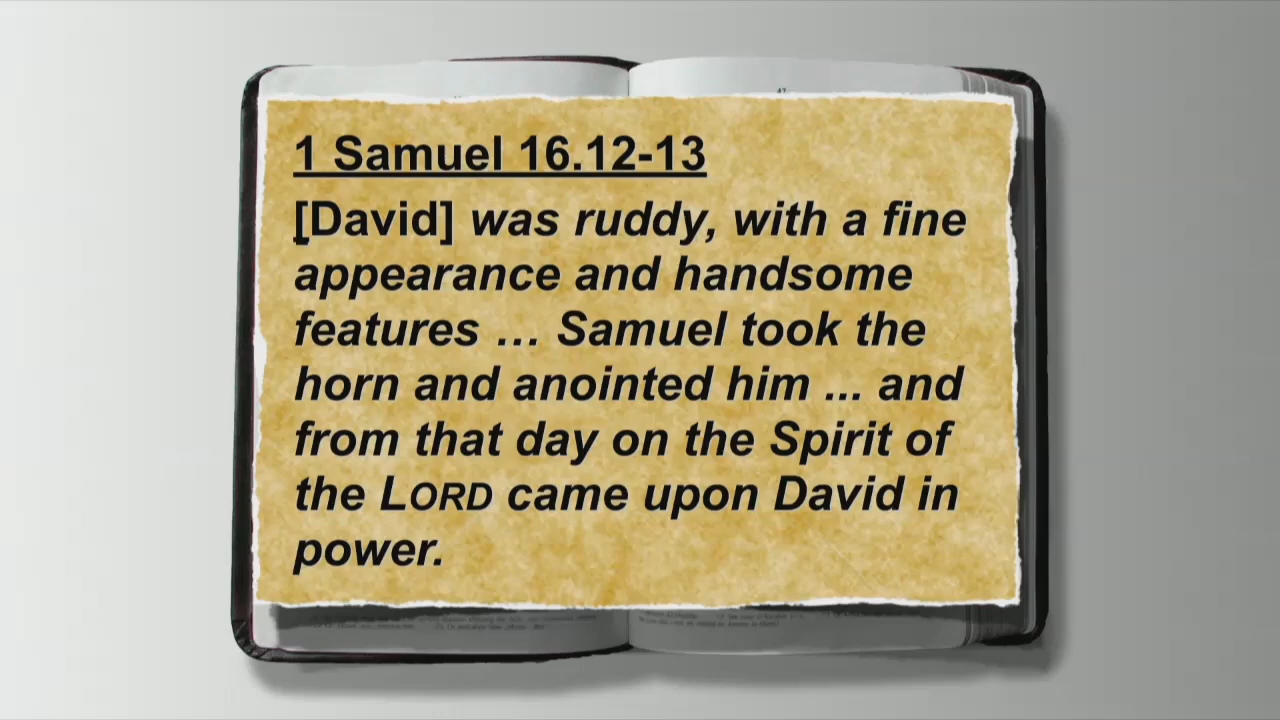 47
1 Samuel 16.12-13
[David] was ruddy, with a fine
appearance and handsome
features … Samuel took the
horn and anointed him ... and
from that day on the Spirit of
the LORD came upon David in
power.